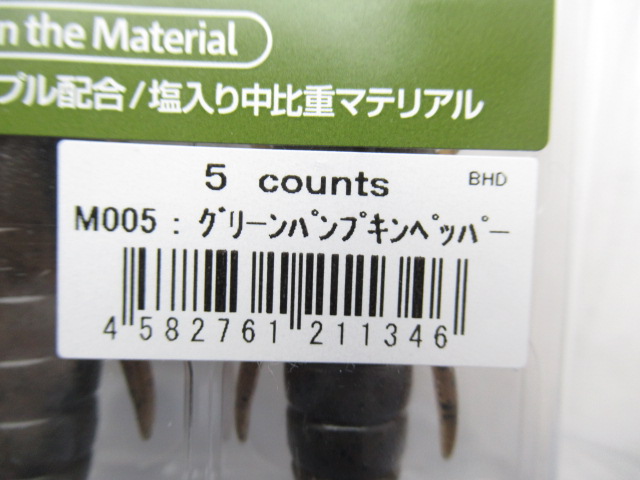 n the Material
プル配合/塩入り中比重マテリアル
5 counts
BHD
M005 : ｸﾞﾘｰﾝﾊﾟﾝﾌﾟｷﾝﾍﾟｯﾊﾟｰ
4 582761 211346